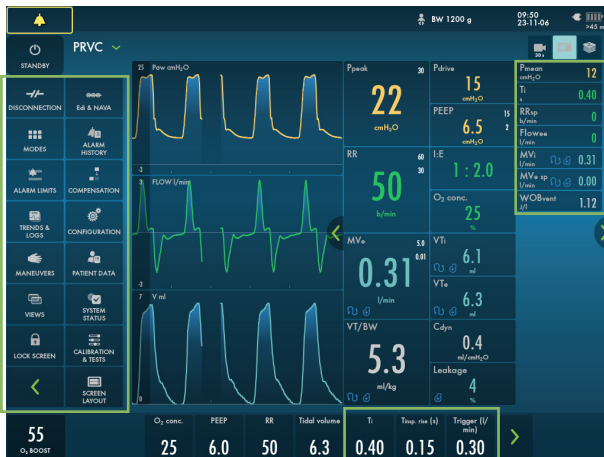 BW 1200 g
09:50
23-11-06
>45 m
STANDBY
PRVC
30 s
DISCONNECTION
Edi & NAVA
MODES
ALARM
HISTORY
ALARM LIMITS
COMPENSATION
TRENDS &
LOGS
CONFIGURATION
MANEUVERS
PATIENT DATA
VIEWS
SYSTEM
STATUS
LOCK SCREEN
CALIBRATION
& TESTS
SCREEN
LAYOUT
25 Paw cmH₂O
-3
3 FLOW l/min
-3
7 V ml
0
Ppeak 30
22
cmH₂O
RR 60
30
50
b/min
MVe 5.0
0.01
0.31
l/min
VT/BW
5.3
ml/kg
Pdrive
15
cmH₂O
PEEP 15
2
6.5
cmH₂O
I:E
1 : 2.0
O₂ conc.
25
%
VTi
6.1
ml
VTe
6.3
ml
Cdyn
0.4
ml/cmH₂O
Leakage
4
%
Pmean 12
cmH₂O
Ti 0.40
s
RRsp 0
b/min
Flowee 0
l/min
MVi 0.31
l/min
MVe sp 0.00
l/min
WOBvent 1.12
J/l
55
O₂ BOOST
O₂ conc.
25
PEEP
6.0
RR
50
Tidal volume
6.3
Ti
0.40
Tinsp. rise (s)
0.15
Trigger (l/
min)
0.30